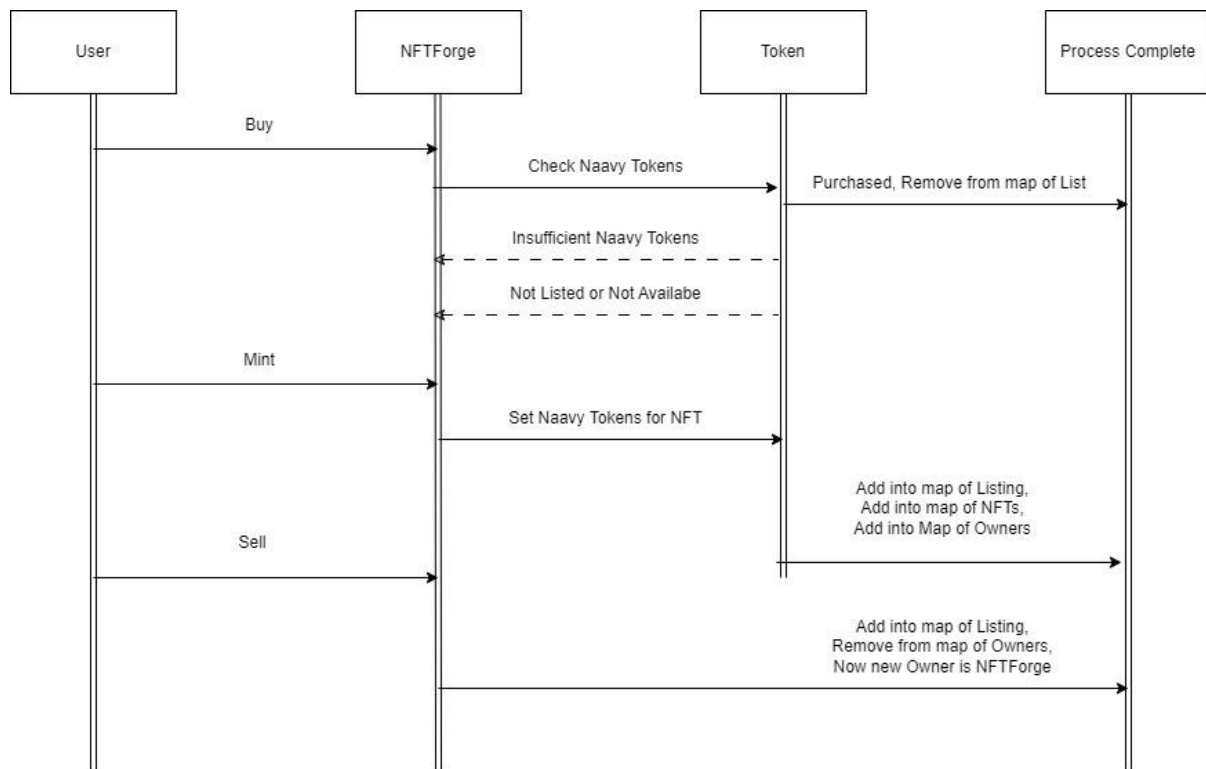 User
NFTForge
Token
Process Complete
Buy
Check Naavy Tokens
Purchased, Remove from map of List
Insufficient Naavy Tokens
Not Listed or Not Availabe
Mint
Set Naavy Tokens for NFT
Add into map of Listing,
Add into map of NFTs,
Add into Map of Owners
Sell
Add into map of Listing,
Remove from map of Owners,
Now new Owner is NFTForge